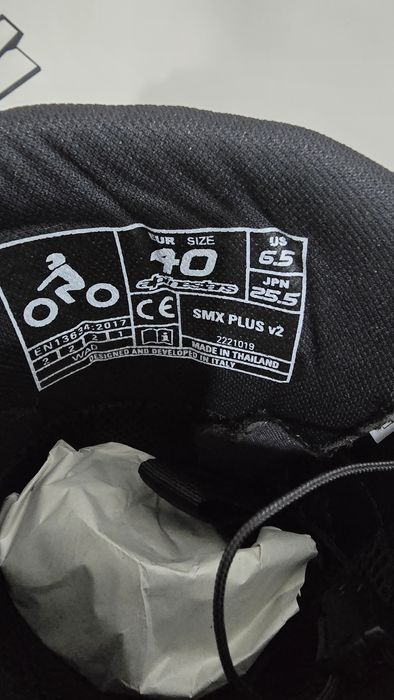 EUR SIZE
40
alpinestars
US
6.5
JPN
25.5
EN13634:2017
2 2 2 1
WAD
CE
SMX PLUS v2
2221019
MADE IN THAILAND
DESIGNED AND DEVELOPED IN ITALY